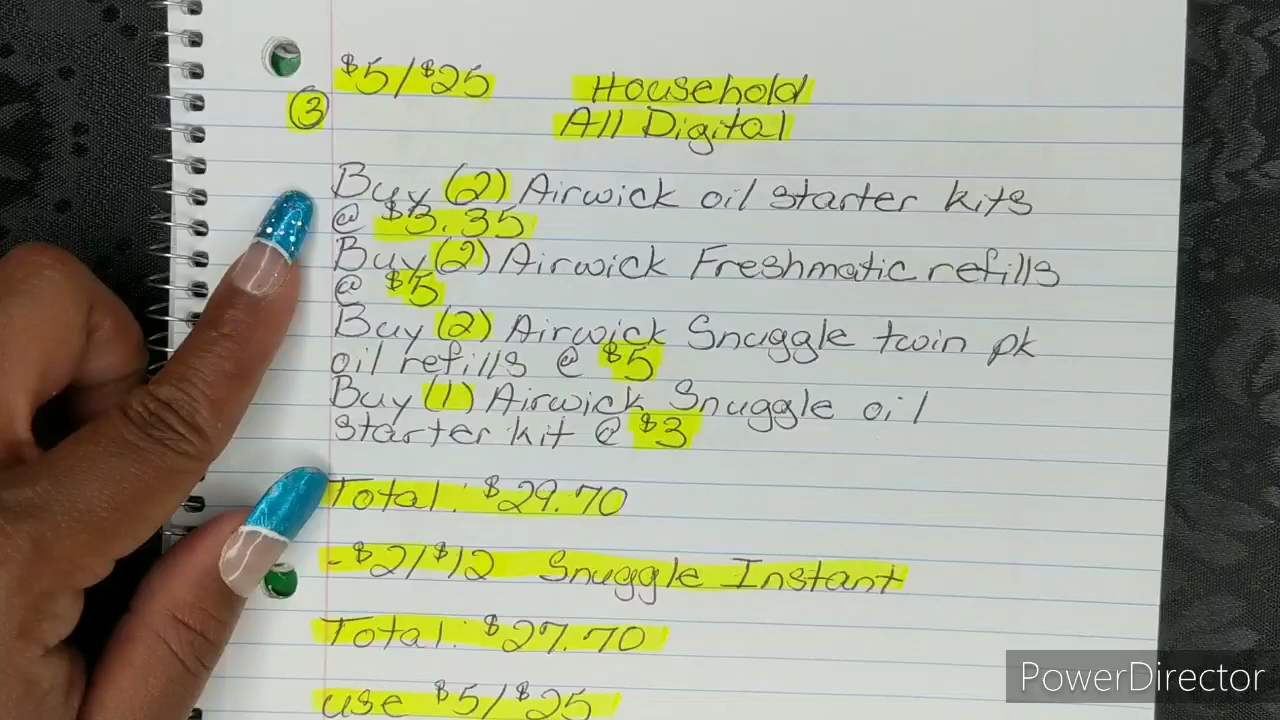 $5/$25 Household
③ All Digital
Buy (2) Airwick oil starter kits
@ $3.35
Buy (2) Airwick Freshmatic refills
@ $5
Buy (2) Airwick Snuggle twin pk
oil refills @ $5
Buy (1) Airwick Snuggle oil
starter kit @ $3
Total: $29.70
-$2/$12 Snuggle Instant
Total: $27.70
use $5/$25
PowerDirector